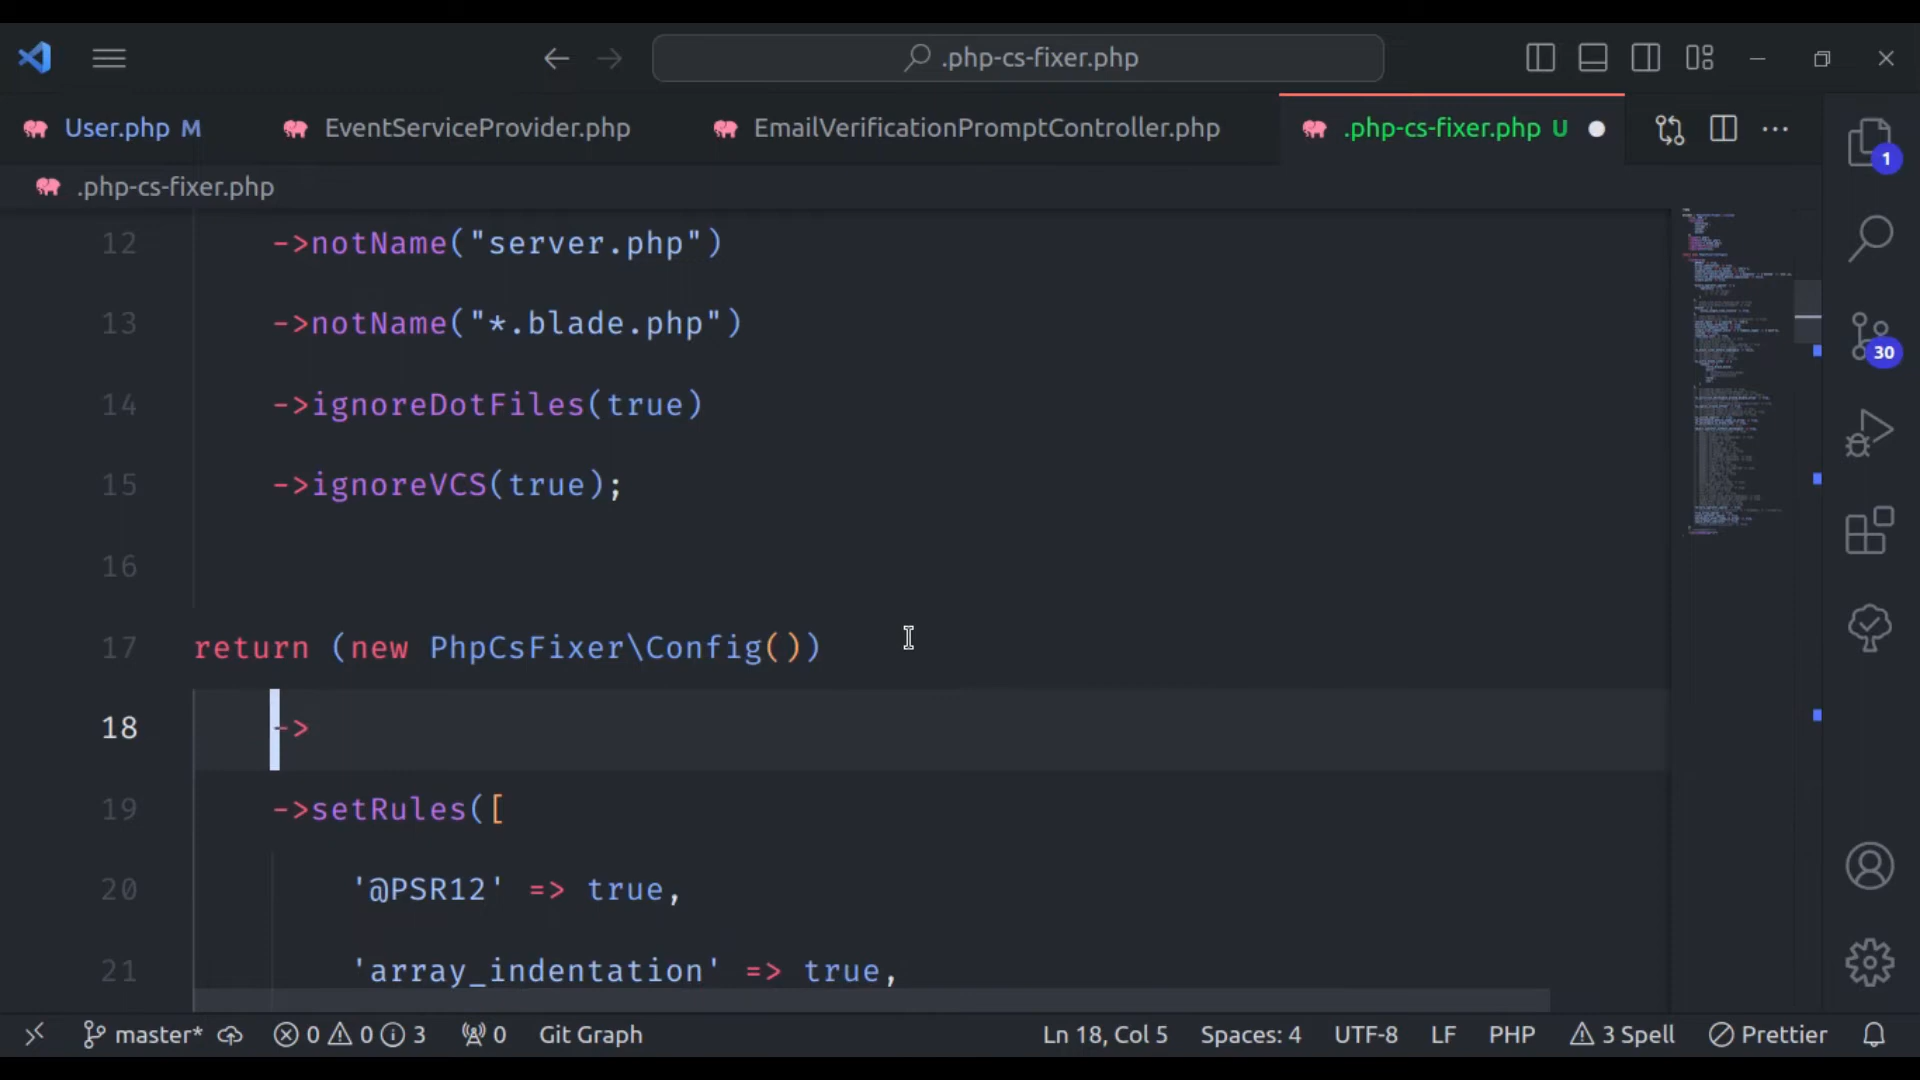 .php-cs-fixer.php
User.php M
EventServiceProvider.php
EmailVerificationPromptController.php
.php-cs-fixer.php U
.php-cs-fixer.php
12 ->notName("server.php")
13 ->notName("*.blade.php")
14 ->ignoreDotFiles(true)
15 ->ignoreVCS(true);
16
17 return (new PhpCsFixer\Config())
18 ->
19 ->setRules([
20 '@PSR12' => true,
21 'array_indentation' => true,
1
30
master* 0 0 3 0 Git Graph Ln 18, Col 5 Spaces: 4 UTF-8 LF PHP 3 Spell Prettier